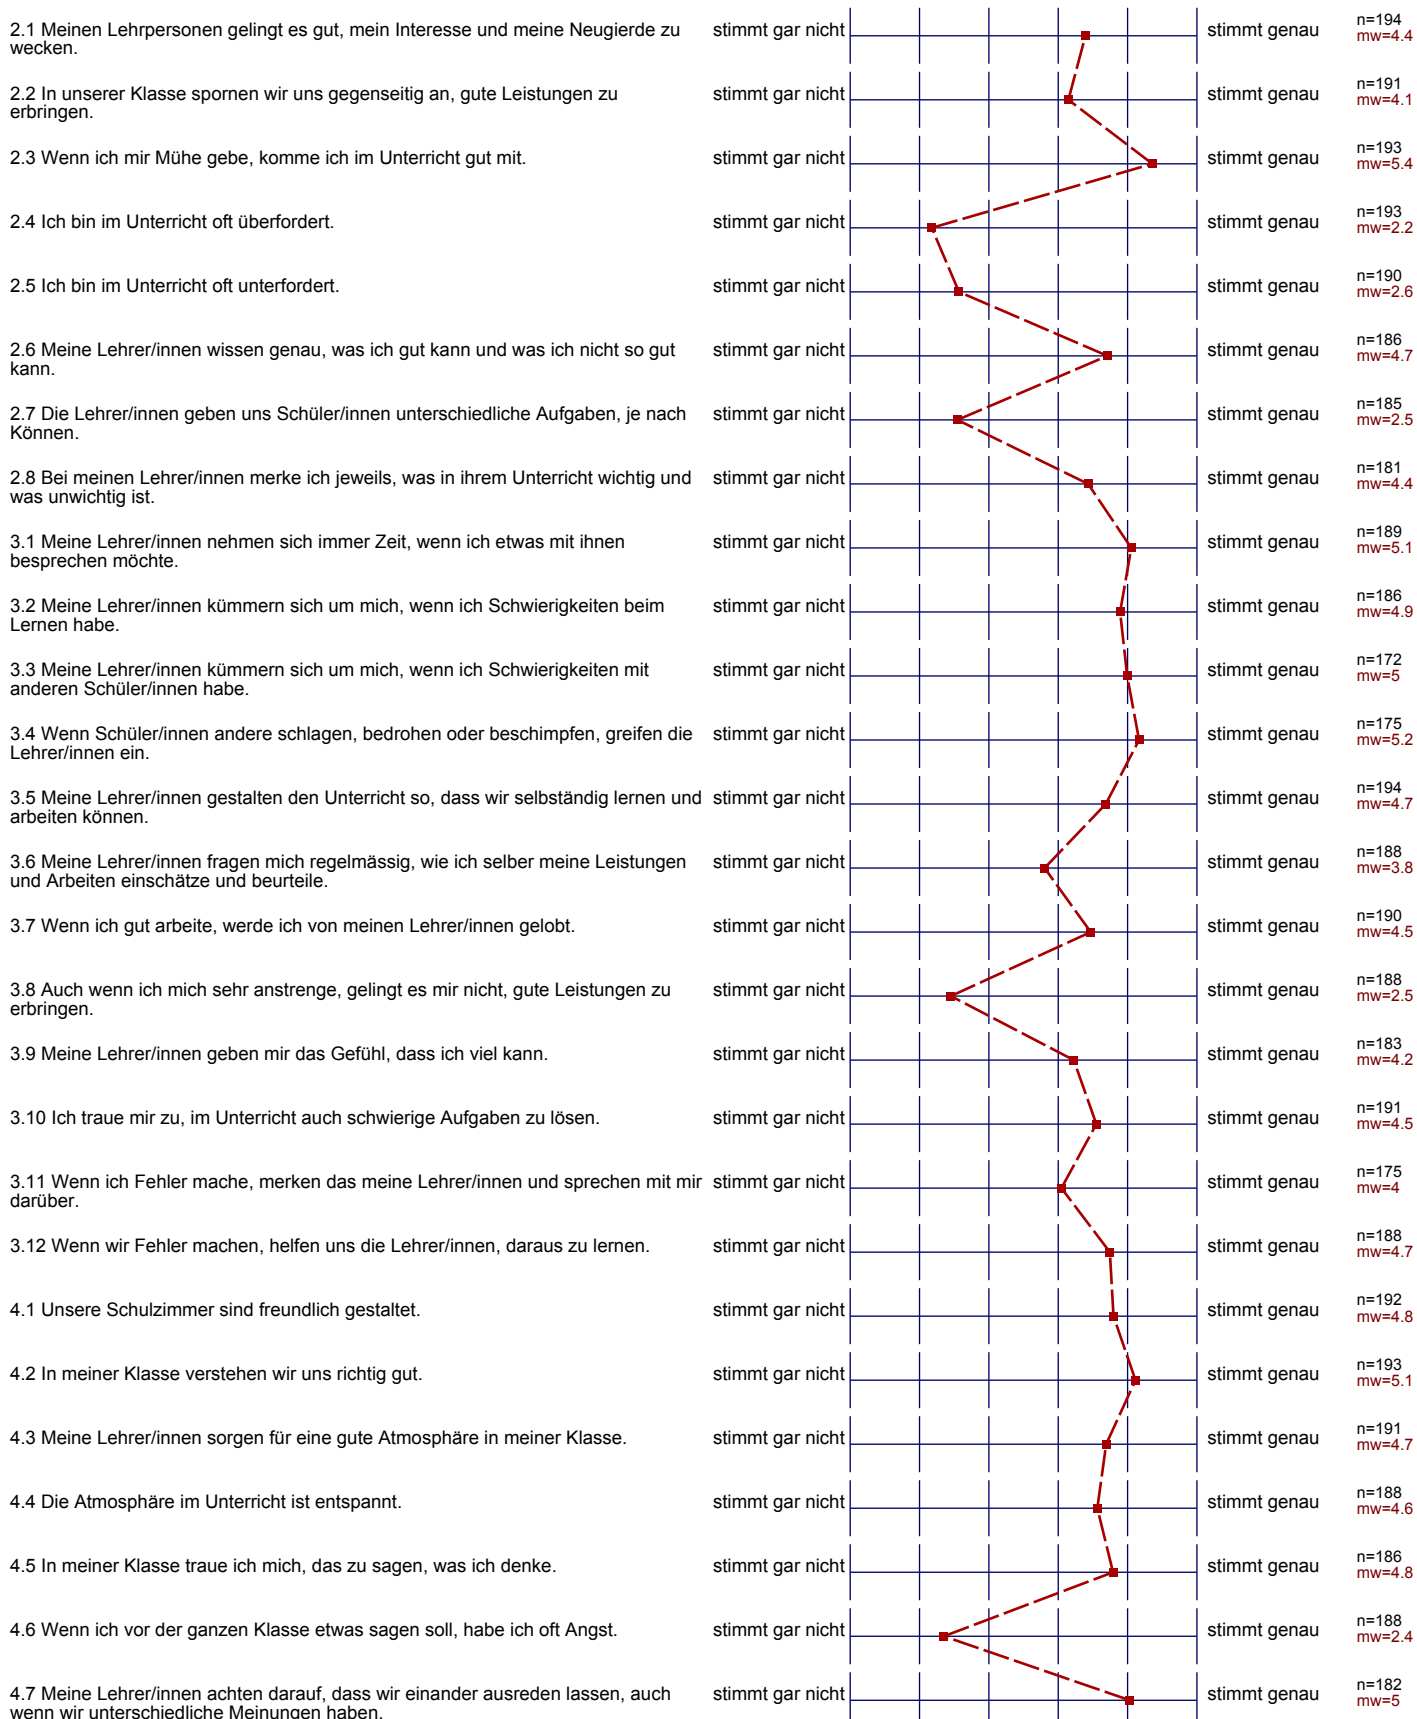 2.1 Meinen Lehrpersonen gelingt es gut, mein Interesse und meine Neugierde zu wecken.
stimmt gar nicht stimmt genau n=194
mw=4.4
2.2 In unserer Klasse spornen wir uns gegenseitig an, gute Leistungen zu
erbringen.
stimmt gar nicht stimmt genau n=191
mw=4.1
2.3 Wenn ich mir Mühe gebe, komme ich im Unterricht gut mit.
stimmt gar nicht stimmt genau n=193
mw=5.4
2.4 Ich bin im Unterricht oft überfordert.
stimmt gar nicht stimmt genau n=193
mw=2.2
2.5 Ich bin im Unterricht oft unterfordert.
stimmt gar nicht stimmt genau n=190
mw=2.6
2.6 Meine Lehrer/innen wissen genau, was ich gut kann und was ich nicht so gut
kann.
stimmt gar nicht stimmt genau n=186
mw=4.7
2.7 Die Lehrer/innen geben uns Schüler/innen unterschiedliche Aufgaben, je nach
Können.
stimmt gar nicht stimmt genau n=185
mw=2.5
2.8 Bei meinen Lehrer/innen merke ich jeweils, was in ihrem Unterricht wichtig und
was unwichtig ist.
stimmt gar nicht stimmt genau n=181
mw=4.4
3.1 Meine Lehrer/innen nehmen sich immer Zeit, wenn ich etwas mit ihnen
besprechen möchte.
stimmt gar nicht stimmt genau n=189
mw=5.1
3.2 Meine Lehrer/innen kümmern sich um mich, wenn ich Schwierigkeiten beim
Lernen habe.
stimmt gar nicht stimmt genau n=186
mw=4.9
3.3 Meine Lehrer/innen kümmern sich um mich, wenn ich Schwierigkeiten mit
anderen Schüler/innen habe.
stimmt gar nicht stimmt genau n=172
mw=5
3.4 Wenn Schüler/innen andere schlagen, bedrohen oder beschimpfen, greifen die
Lehrer/innen ein.
stimmt gar nicht stimmt genau n=175
mw=5.2
3.5 Meine Lehrer/innen gestalten den Unterricht so, dass wir selbständig lernen und
arbeiten können.
stimmt gar nicht stimmt genau n=194
mw=4.7
3.6 Meine Lehrer/innen fragen mich regelmässig, wie ich selber meine Leistungen
und Arbeiten einschätze und beurteile.
stimmt gar nicht stimmt genau n=188
mw=3.8
3.7 Wenn ich gut arbeite, werde ich von meinen Lehrer/innen gelobt.
stimmt gar nicht stimmt genau n=190
mw=4.5
3.8 Auch wenn ich mich sehr anstrenge, gelingt es mir nicht, gute Leistungen zu
erbringen.
stimmt gar nicht stimmt genau n=188
mw=2.5
3.9 Meine Lehrer/innen geben mir das Gefühl, dass ich viel kann.
stimmt gar nicht stimmt genau n=183
mw=4.2
3.10 Ich traue mir zu, im Unterricht auch schwierige Aufgaben zu lösen.
stimmt gar nicht stimmt genau n=191
mw=4.5
3.11 Wenn ich Fehler mache, merken das meine Lehrer/innen und sprechen mit mir
darüber.
stimmt gar nicht stimmt genau n=175
mw=4
3.12 Wenn wir Fehler machen, helfen uns die Lehrer/innen, daraus zu lernen.
stimmt gar nicht stimmt genau n=188
mw=4.7
4.1 Unsere Schulzimmer sind freundlich gestaltet.
stimmt gar nicht stimmt genau n=192
mw=4.8
4.2 In meiner Klasse verstehen wir uns richtig gut.
stimmt gar nicht stimmt genau n=193
mw=5.1
4.3 Meine Lehrer/innen sorgen für eine gute Atmosphäre in meiner Klasse.
stimmt gar nicht stimmt genau n=191
mw=4.7
4.4 Die Atmosphäre im Unterricht ist entspannt.
stimmt gar nicht stimmt genau n=188
mw=4.6
4.5 In meiner Klasse traue ich mich, das zu sagen, was ich denke.
stimmt gar nicht stimmt genau n=186
mw=4.8
4.6 Wenn ich vor der ganzen Klasse etwas sagen soll, habe ich oft Angst.
stimmt gar nicht stimmt genau n=188
mw=2.4
4.7 Meine Lehrer/innen achten darauf, dass wir einander ausreden lassen, auch
wenn wir unterschiedliche Meinungen haben.
stimmt gar nicht stimmt genau n=182
mw=5